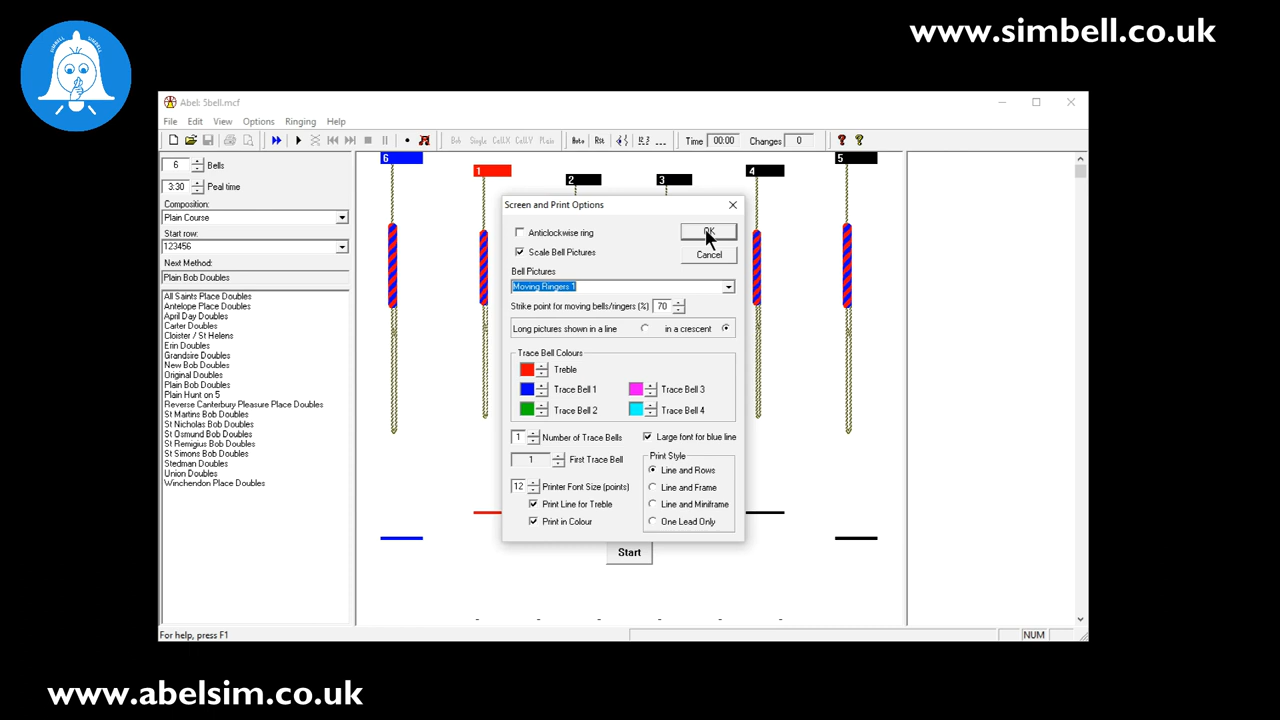 www.simbell.co.uk
SIMBELL SIMBELL
Abel: 5bell.mcf
File Edit View Options Ringing Help
Bob Single Call X Call Y Plain Auto Rst Time 00:00 Changes 0
6 Bells
3:30 Peal time
Composition:
Plain Course
Start row:
123456
Next Method:
Plain Bob Doubles
All Saints Place Doubles
Antelope Place Doubles
April Day Doubles
Carter Doubles
Cloister / St Helens
Erin Doubles
Grandsire Doubles
New Bob Doubles
Original Doubles
Plain Bob Doubles
Plain Hunt on 5
Reverse Canterbury Pleasure Place Doubles
St Martins Bob Doubles
St Nicholas Bob Doubles
St Osmund Bob Doubles
St Remigius Bob Doubles
St Simons Bob Doubles
Stedman Doubles
Union Doubles
Winchendon Place Doubles
6 1 2 3 4 5
Screen and Print Options
Anticlockwise ring
OK
Scale Bell Pictures
Cancel
Bell Pictures
Moving Ringers 1
Strike point for moving bells/ringers (%) 70
Long pictures shown in a line in a crescent
Trace Bell Colours
Treble
Trace Bell 1 Trace Bell 3
Trace Bell 2 Trace Bell 4
1 Number of Trace Bells Large font for blue line
1 First Trace Bell
12 Printer Font Size (points)
Print Line for Treble
Print in Colour
Print Style
Line and Rows
Line and Frame
Line and Miniframe
One Lead Only
Start
For help, press F1 NUM
www.abelsim.co.uk